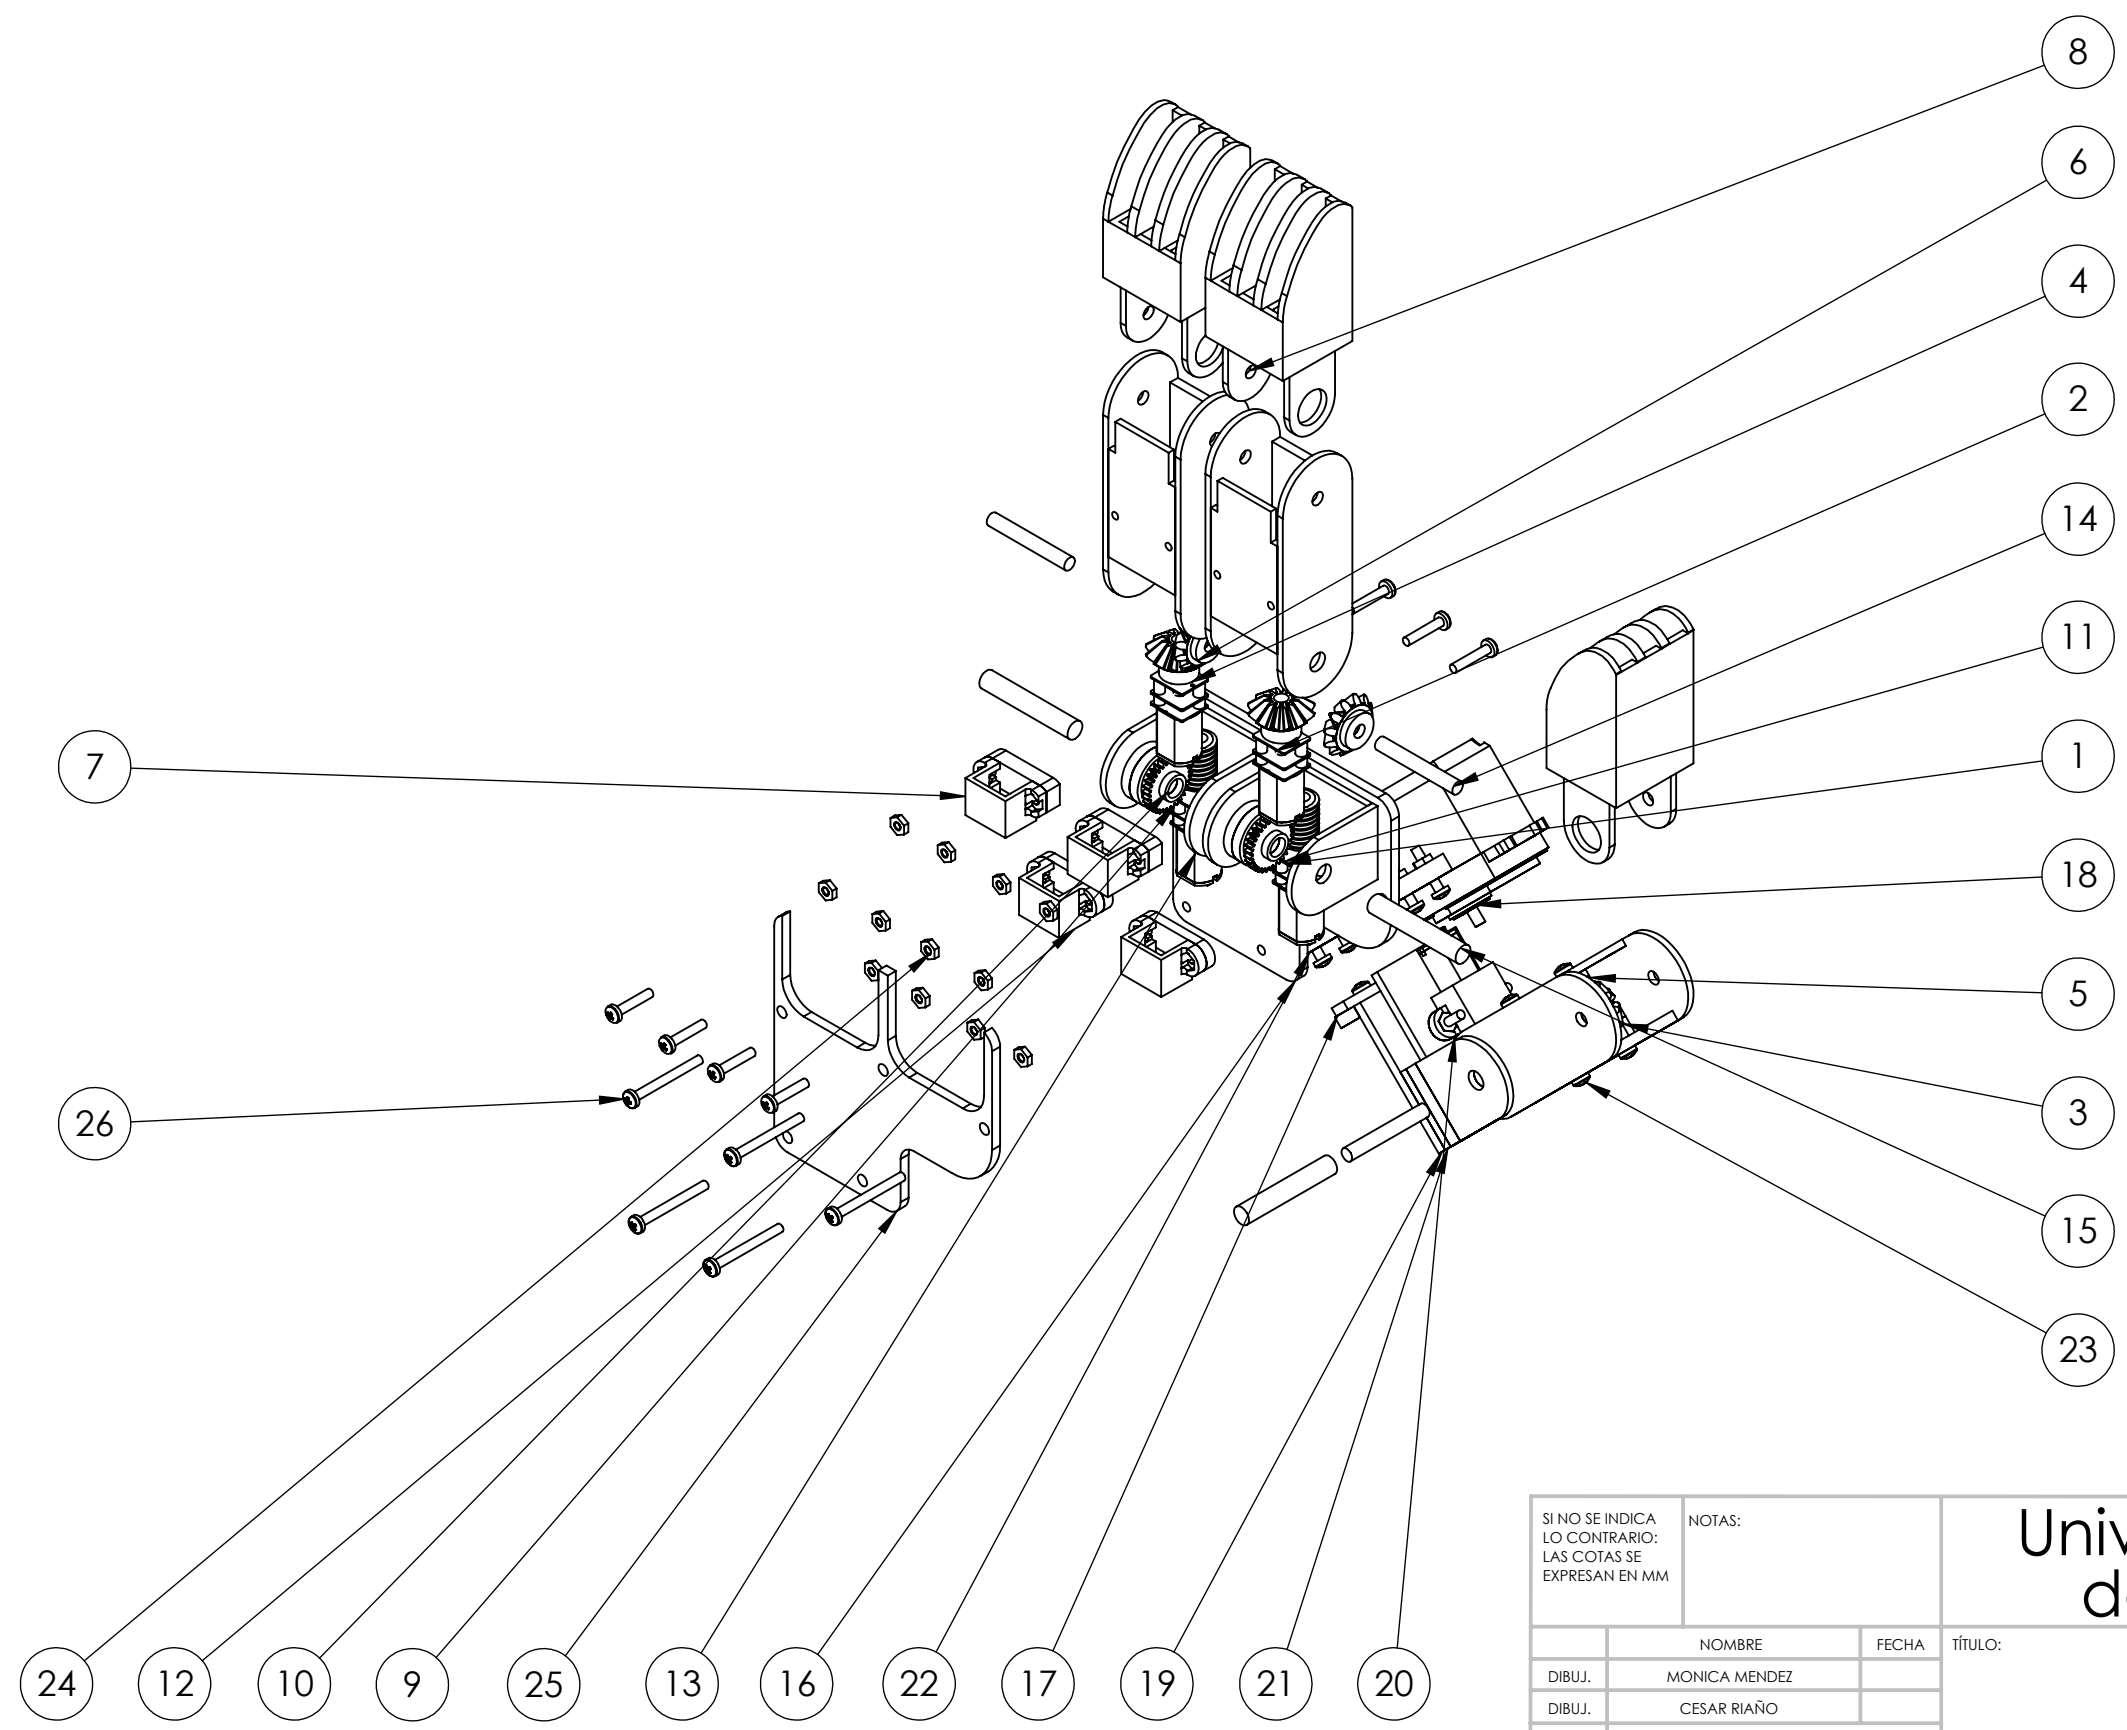 8
6
4
2
14
11
1
7
18
5
3
26
15
23
24
12
10
9
25
13
16
22
17
19
21
20
SI NO SE INDICA
LO CONTRARIO:
LAS COTAS SE
EXPRESAN EN MM
NOTAS:
NOMBRE
FECHA
TÍTULO:
DIBUJ.
MONICA MENDEZ
DIBUJ.
CESAR RIAÑO